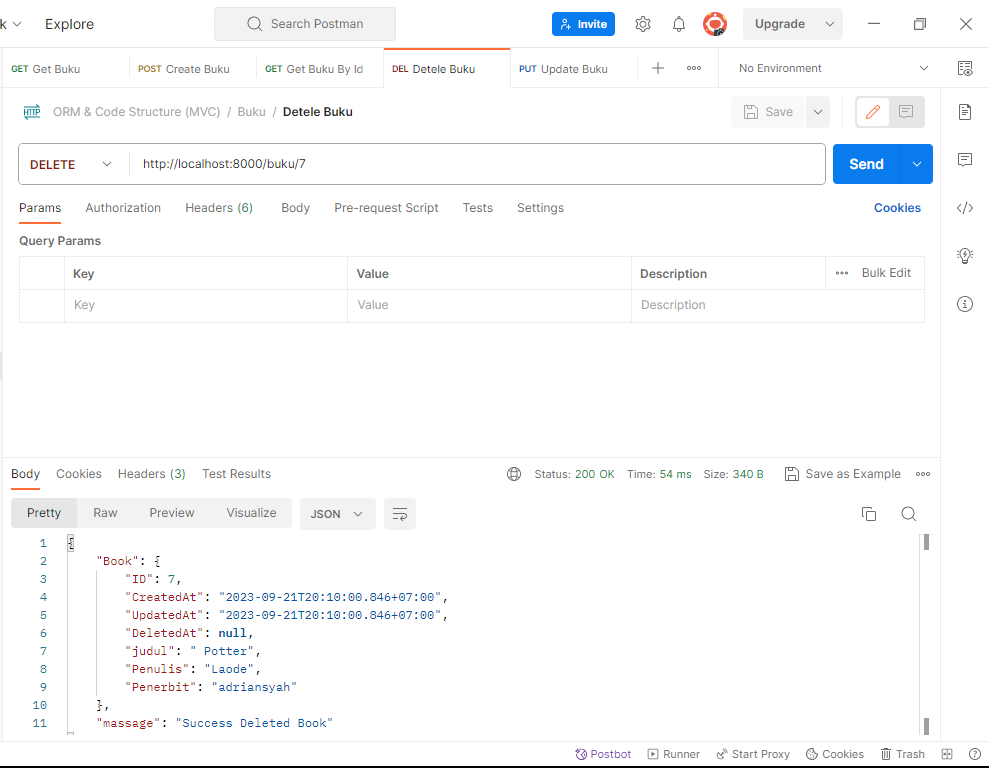 k Explore Search Postman Invite Upgrade
GET Get Buku POST Create Buku GET Get Buku By Id DEL Detele Buku PUT Update Buku No Environment
HTTP ORM & Code Structure (MVC) / Buku / Detele Buku Save
DELETE http://localhost:8000/buku/7 Send
Params Authorization Headers (6) Body Pre-request Script Tests Settings Cookies
Query Params
Key Value Description Bulk Edit
Key Value Description
Body Cookies Headers (3) Test Results Status: 200 OK Time: 54 ms Size: 340 B Save as Example
Pretty Raw Preview Visualize JSON
1 {
2 "Book": {
3 "ID": 7,
4 "CreatedAt": "2023-09-21T20:10:00.846+07:00",
5 "UpdatedAt": "2023-09-21T20:10:00.846+07:00",
6 "DeletedAt": null,
7 "judul": " Potter",
8 "Penulis": "Laode",
9 "Penerbit": "adriansyah"
10 },
11 "massage": "Success Deleted Book"
Postbot Runner Start Proxy Cookies Trash